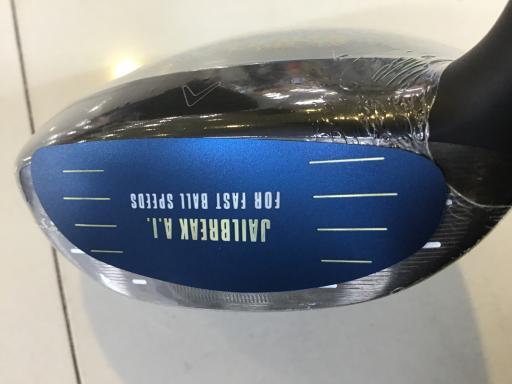 JAILBREAK A.I.
FOR FAST BALL SPEEDS